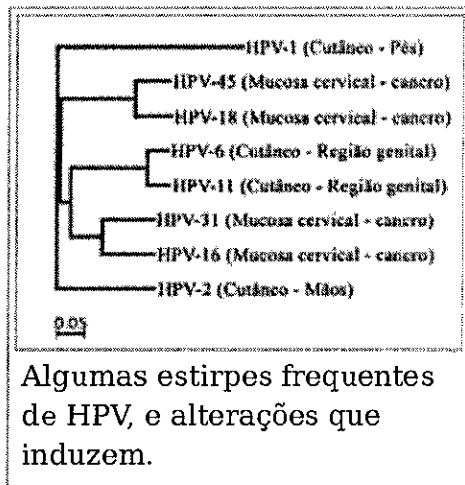 HPV-1 (Cutâneo - Pés)
HPV-45 (Mucosa cervical - cancro)
HPV-18 (Mucosa cervical - cancro)
HPV-6 (Cutâneo - Região genital)
HPV-11 (Cutâneo - Região genital)
HPV-31 (Mucosa cervical - cancro)
HPV-16 (Mucosa cervical - cancro)
HPV-2 (Cutâneo - Mãos)
0.05
Algumas estirpes frequentes
de HPV, e alterações que
induzem.